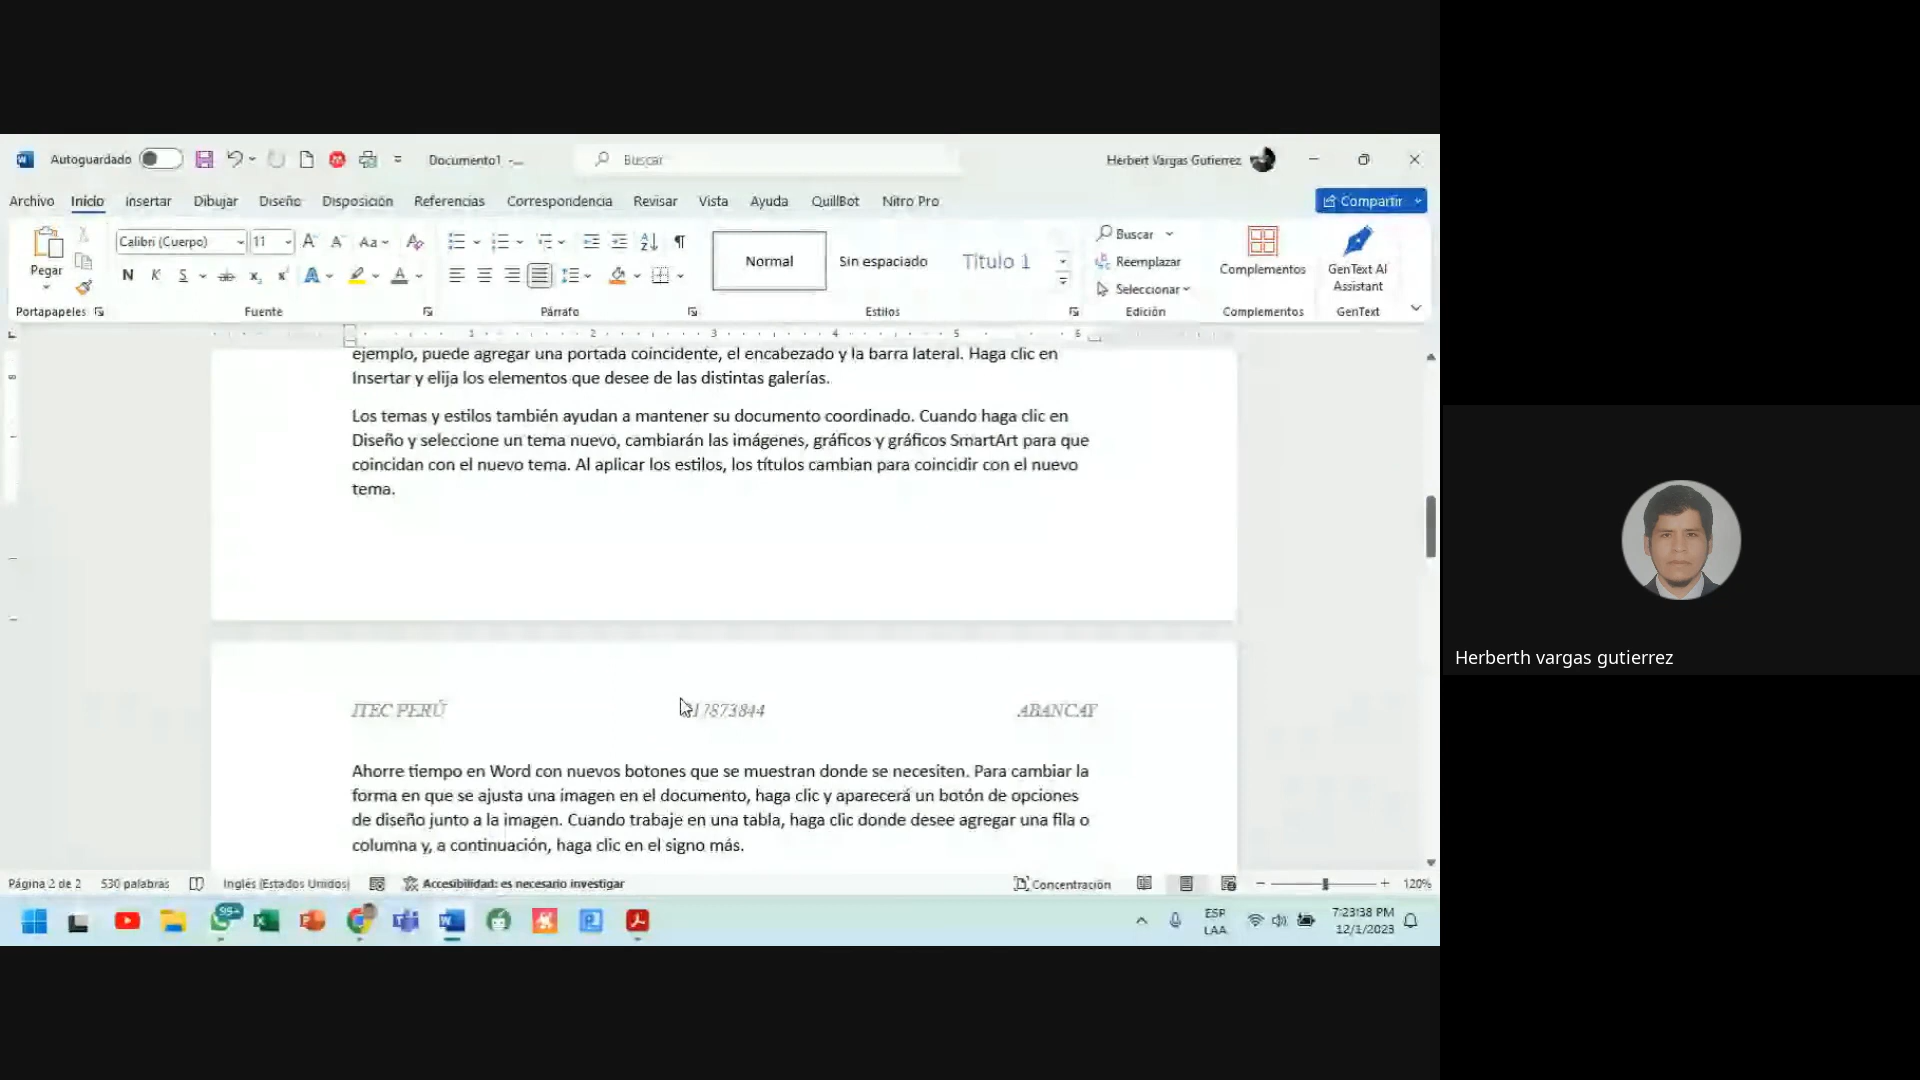 Autoguardado
Documento1 -...
Buscar
Herbert Vargas Gutierrez
Archivo Inicio Insertar Dibujar Diseño Disposición Referencias Correspondencia Revisar Vista Ayuda QuillBot Nitro Pro
Compartir
Pegar
Calibri (Cuerpo) 11
Normal
Sin espaciado
Título 1
Buscar
Reemplazar
Seleccionar
Complementos
GenText AI
Assistant
Portapapeles Fuente Párrafo Estilos Edición Complementos GenText
1 2 3 4 5 6
ejemplo, puede agregar una portada coincidente, el encabezado y la barra lateral. Haga clic en
Insertar y elija los elementos que desee de las distintas galerías.
Los temas y estilos también ayudan a mantener su documento coordinado. Cuando haga clic en
Diseño y seleccione un tema nuevo, cambiarán las imágenes, gráficos y gráficos SmartArt para que
coincidan con el nuevo tema. Al aplicar los estilos, los títulos cambian para coincidir con el nuevo
tema.
ITEC PERÚ ABANCAY
Ahorre tiempo en Word con nuevos botones que se muestran donde se necesiten. Para cambiar la
forma en que se ajusta una imagen en el documento, haga clic y aparecerá un botón de opciones
de diseño junto a la imagen. Cuando trabaje en una tabla, haga clic donde desee agregar una fila o
columna y, a continuación, haga clic en el signo más.
Página 2 de 2 530 palabras Inglés (Estados Unidos) Accesibilidad: es necesario investigar Concentración 120%
95+
ESP
LAA
7:23:38 PM
12/1/2023
Herberth vargas gutierrez